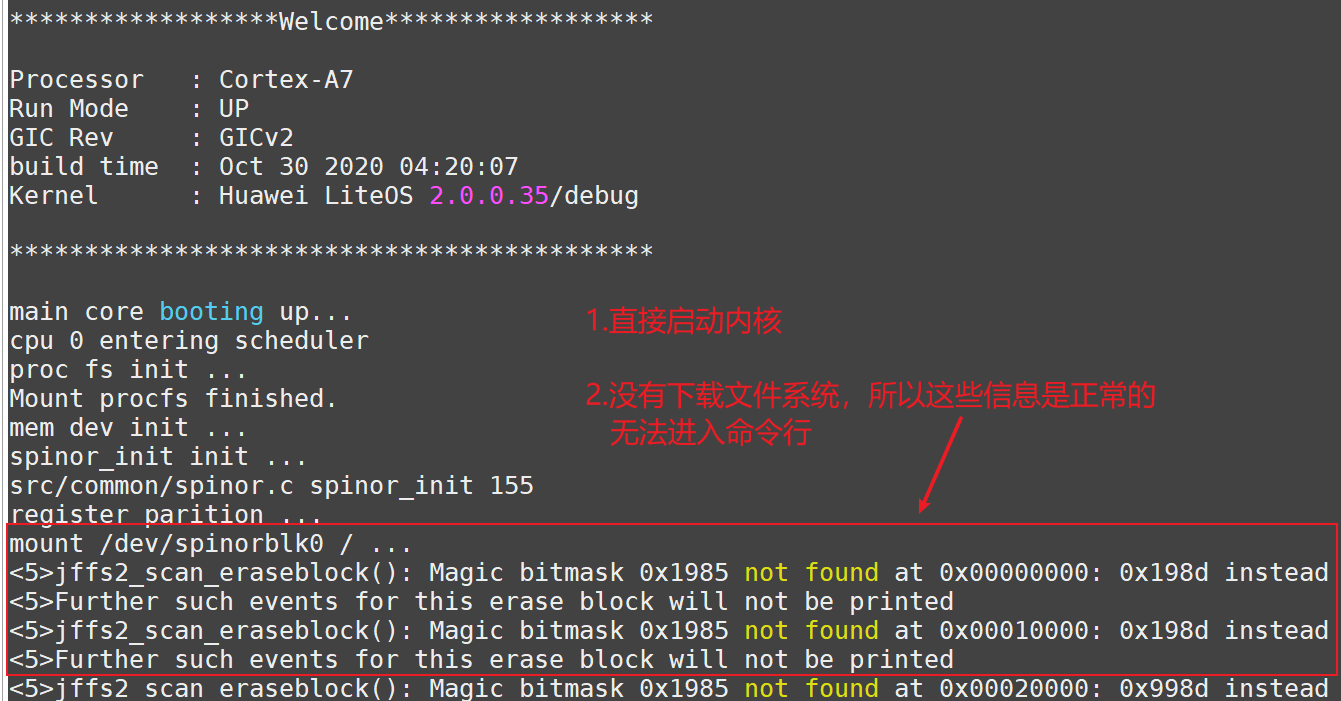 ******************Welcome******************
Processor   : Cortex-A7
Run Mode    : UP
GIC Rev     : GICv2
build time  : Oct 30 2020 04:20:07
Kernel      : Huawei LiteOS 2.0.0.35/debug
*******************************************
main core booting up...
cpu 0 entering scheduler
proc fs init ...
Mount procfs finished.
mem dev init ...
spinor_init init ...
src/common/spinor.c spinor_init 155
register parition ...
mount /dev/spinorblk0 / ...
<5>jffs2_scan_eraseblock(): Magic bitmask 0x1985 not found at 0x00000000: 0x198d instead
<5>Further such events for this erase block will not be printed
<5>jffs2_scan_eraseblock(): Magic bitmask 0x1985 not found at 0x00010000: 0x198d instead
<5>Further such events for this erase block will not be printed
<5>jffs2_scan_eraseblock(): Magic bitmask 0x1985 not found at 0x00020000: 0x998d instead
1.直接启动内核
2.没有下载文件系统，所以这些信息是正常的
无法进入命令行